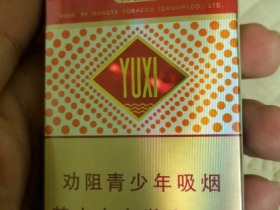 MADE BY HONGTA TOBACCO (GROUP) CO., LTD
YUXI
劝阻青少年吸烟